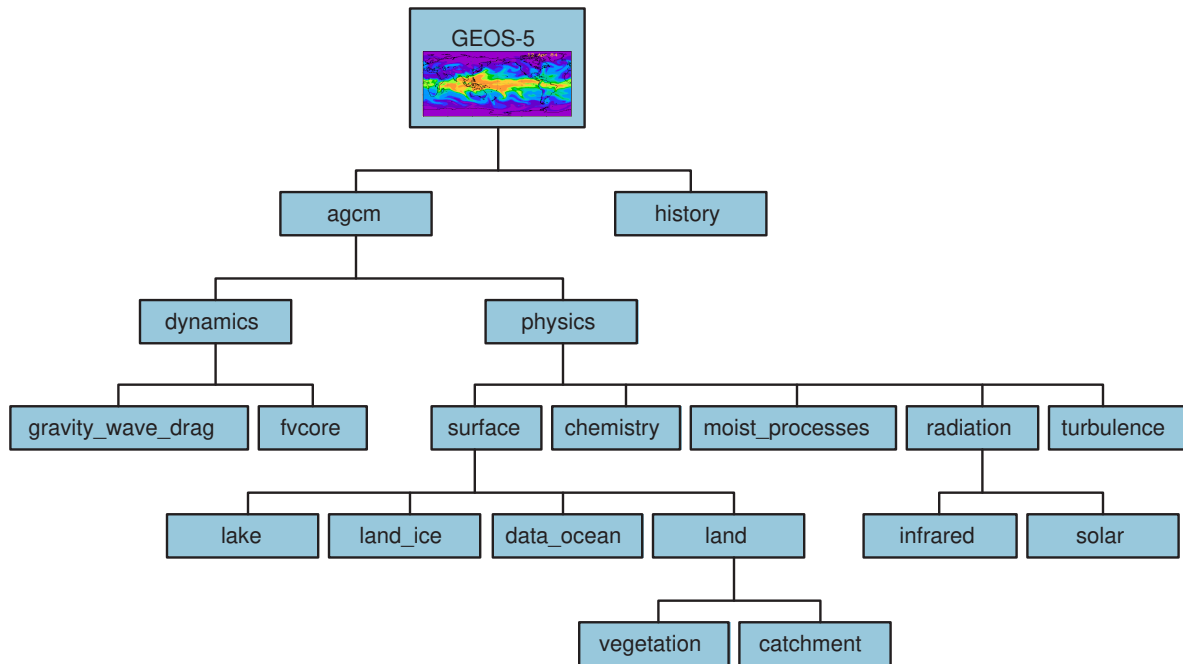 GEOS-5
agcm
history
dynamics
physics
gravity_wave_drag
fvcore
surface
chemistry
moist_processes
radiation
turbulence
lake
land_ice
data_ocean
land
infrared
solar
vegetation
catchment